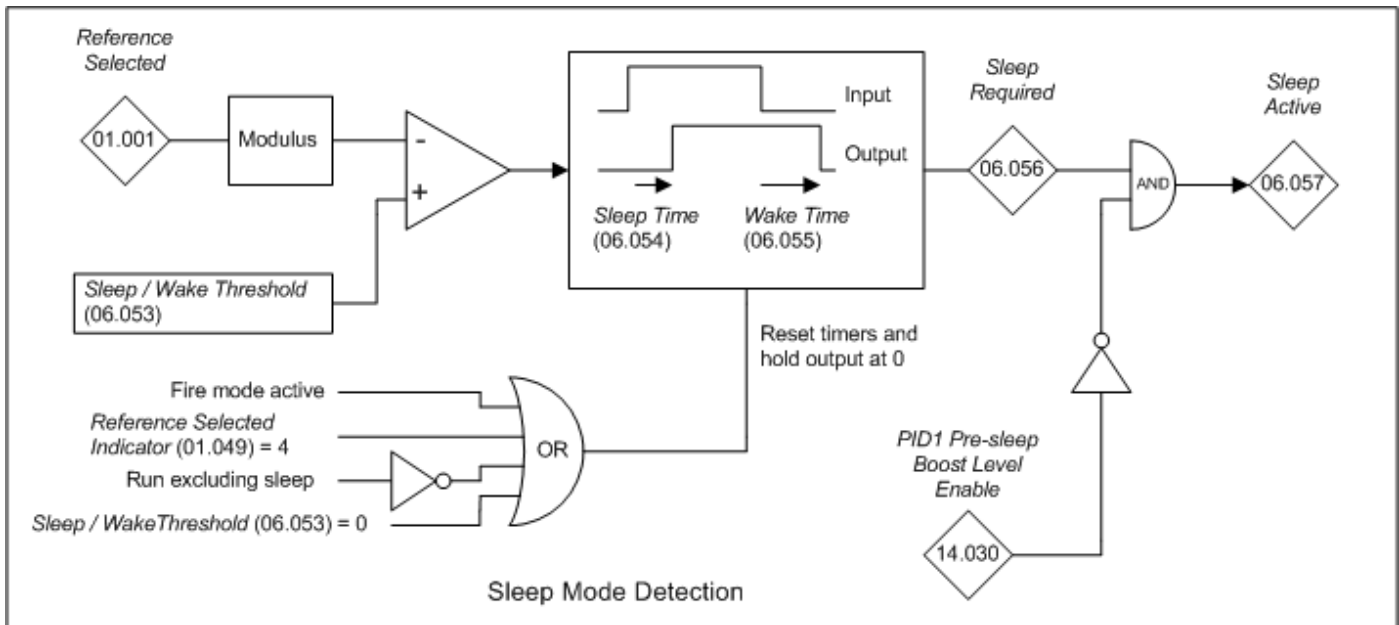 Reference
Selected
01.001
Modulus
-
+
Sleep / Wake Threshold
(06.053)
Input
Output
Sleep Time
(06.054)
Wake Time
(06.055)
Sleep
Required
06.056
AND
Sleep
Active
06.057
Reset timers and
hold output at 0
Fire mode active
Reference Selected
Indicator (01.049) = 4
Run excluding sleep
Sleep / WakeThreshold (06.053) = 0
OR
PID1 Pre-sleep
Boost Level
Enable
14.030
Sleep Mode Detection